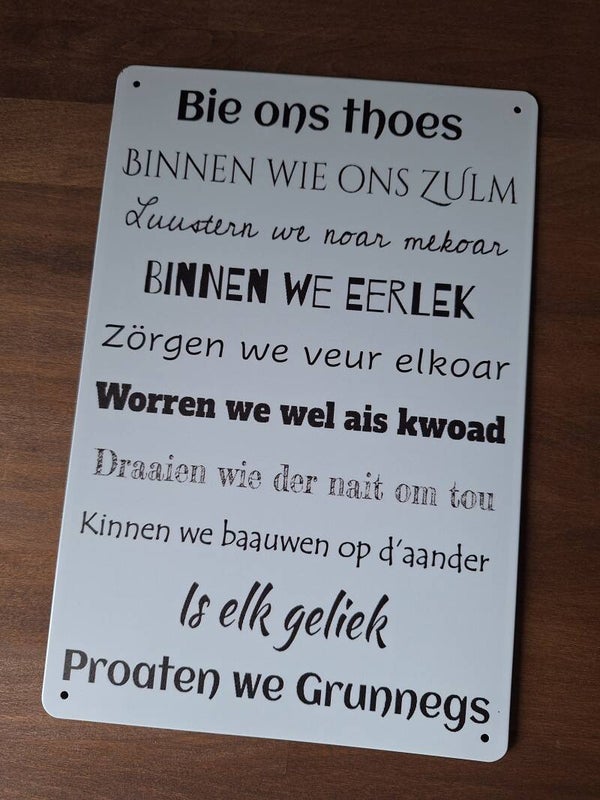 Bie ons thoes
BINNEN WIE ONS ZULM
Luustern we noar mekoar
BINNEN WE EERLEK
Zörgen we veur elkoar
Worren we wel ais kwoad
Draaien wie der nait om tou
Kinnen we baauwen op d'aander
Is elk geliek
Proaten we Grunnegs